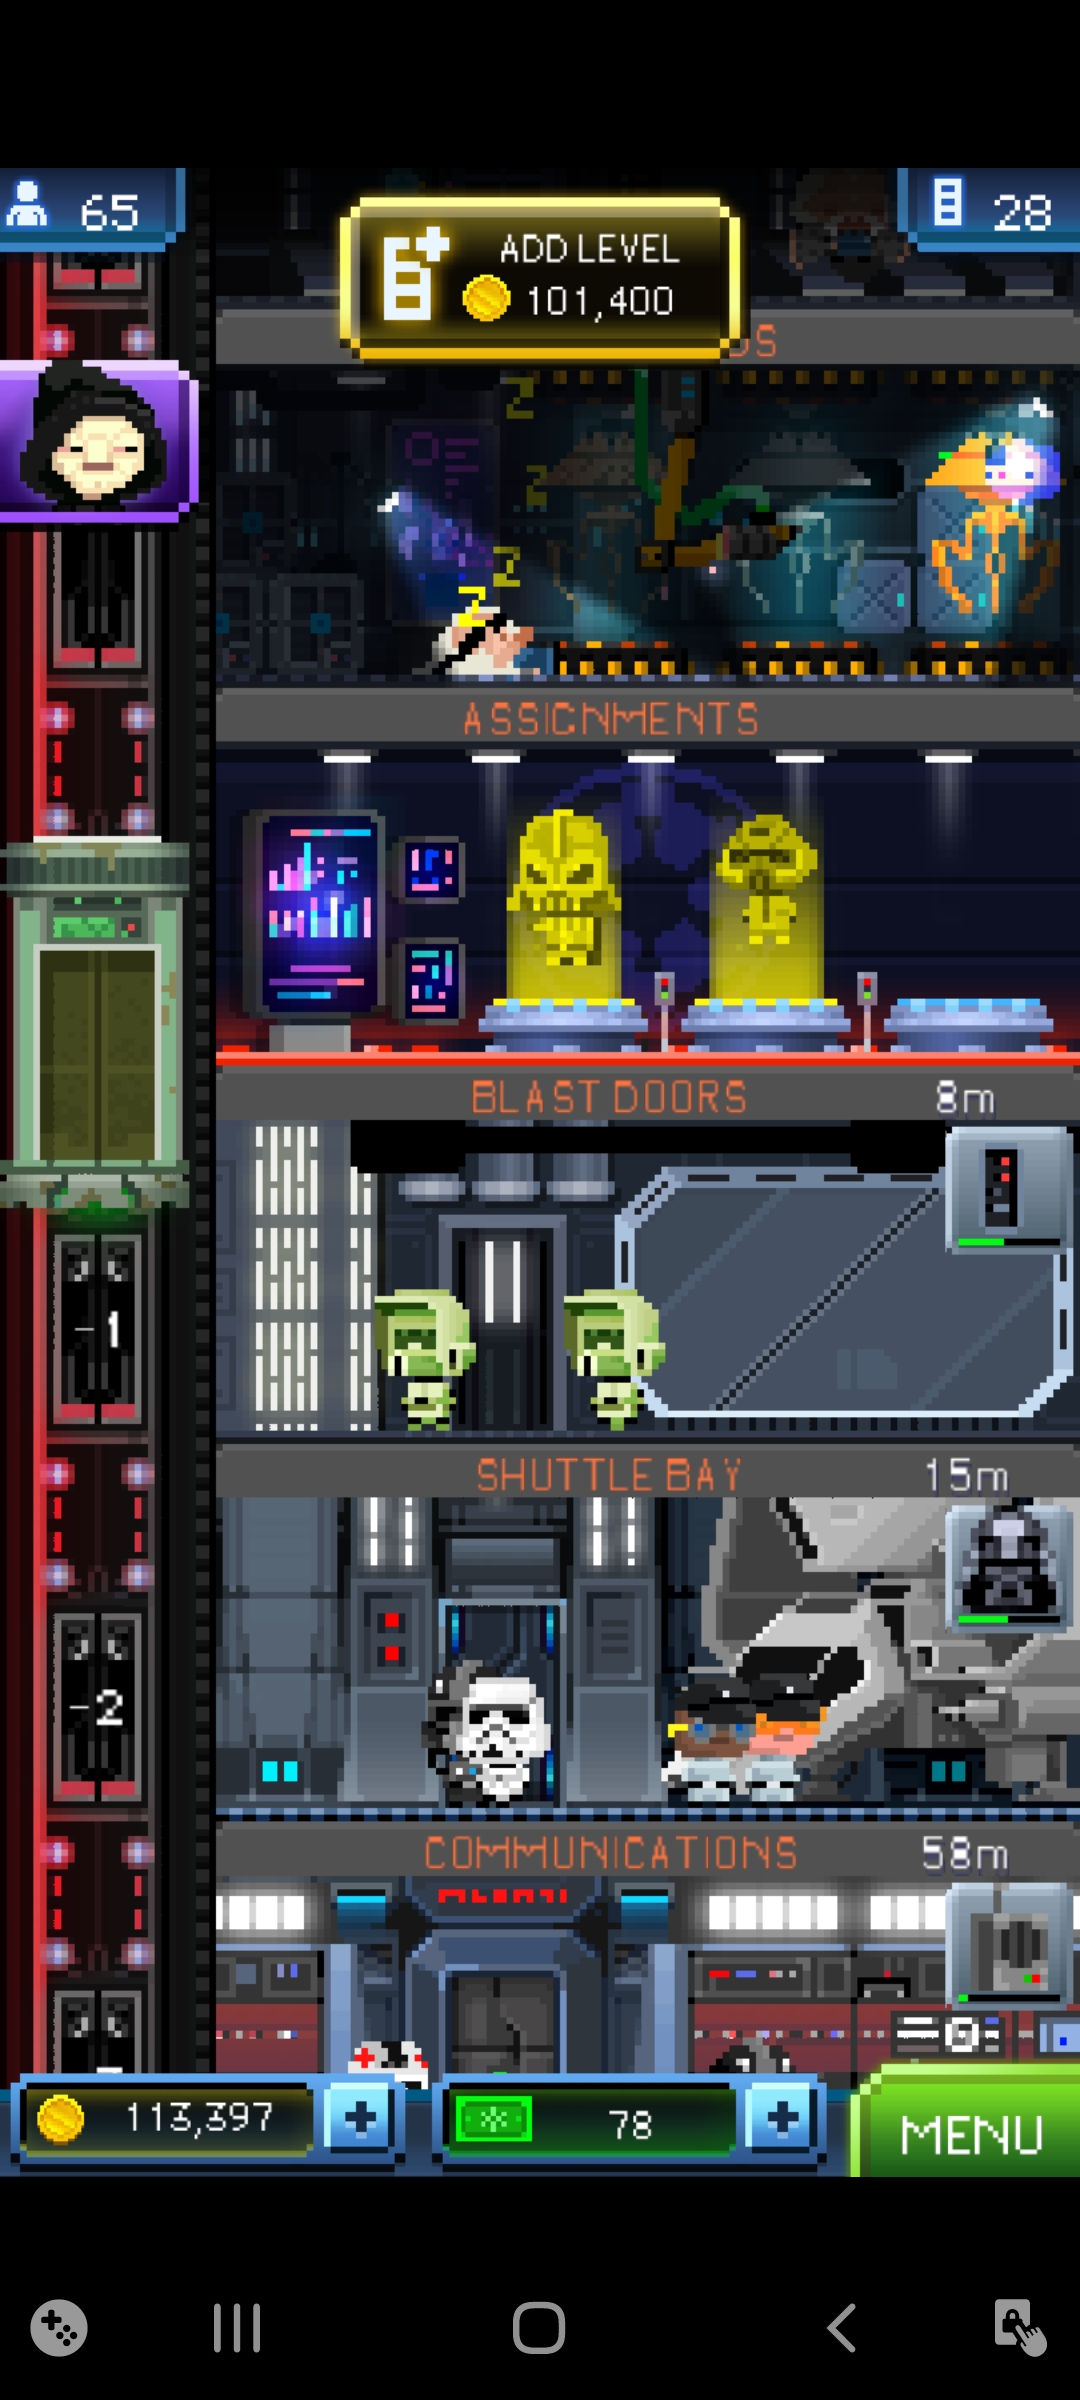 65
ADD LEVEL
101,400
28
DS
Z
Z
Z
Z
ASSIGNMENTS
BLAST DOORS 8m
-1
SHUTTLE BAY 15m
-2
COMMUNICATIONS 58m
113,397
+
78
+
MENU